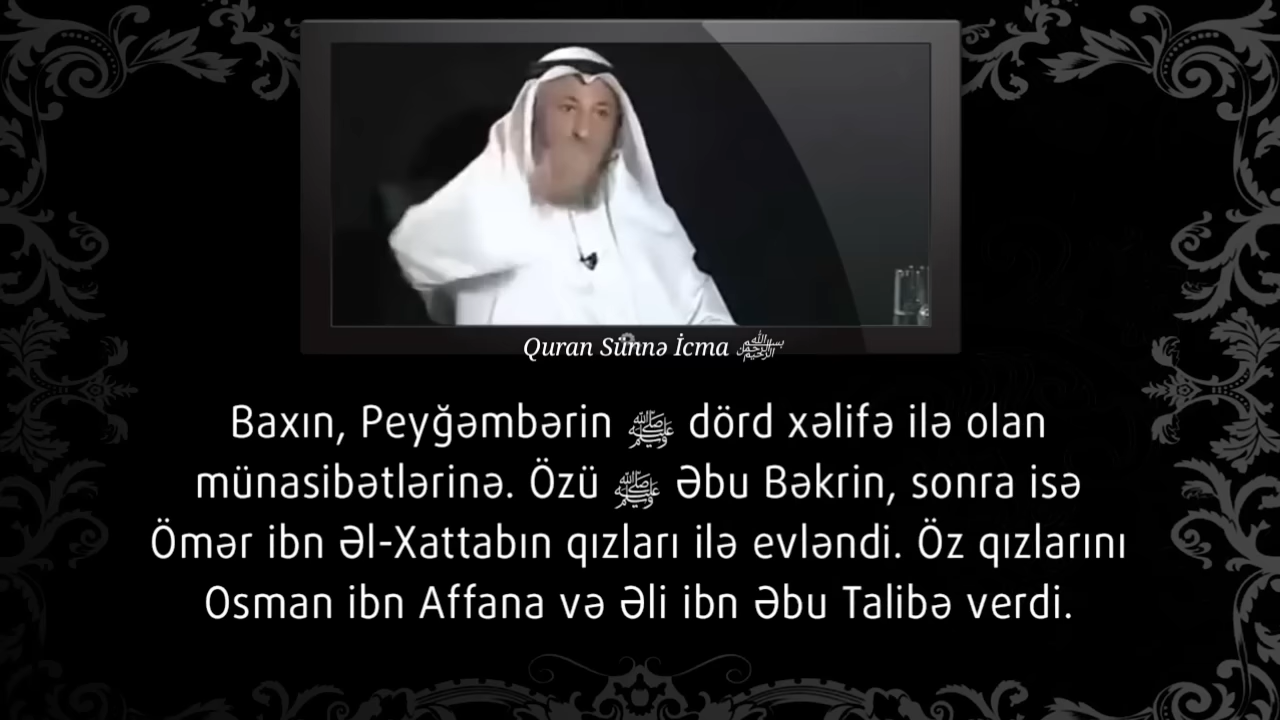 Quran Sünnə İcma ﷽
Baxın, Peyğəmbərin ﷺ dörd xəlifə ilə olan
münasibətlərinə. Özü ﷺ Əbu Bəkrin, sonra isə
Ömər ibn Əl-Xattabın qızları ilə evləndi. Öz qızlarını
Osman ibn Affana və Əli ibn Əbu Talibə verdi.